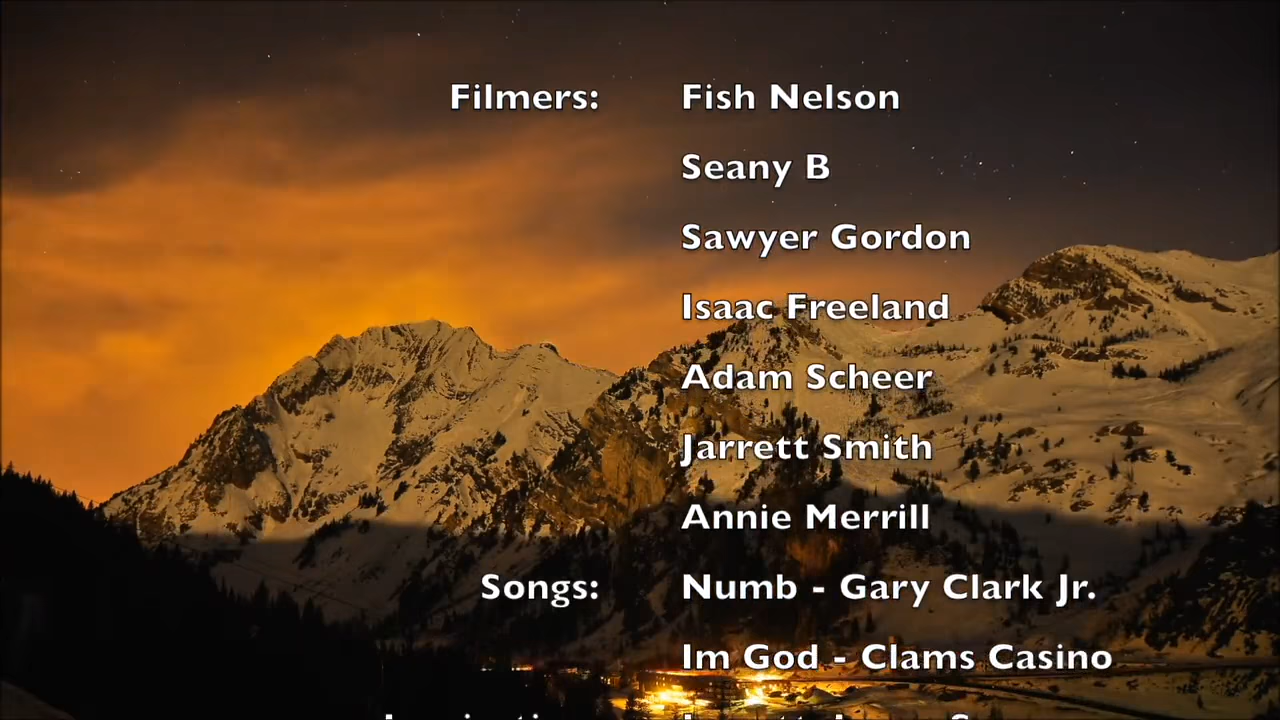 Filmers: Fish Nelson
Seany B
Sawyer Gordon
Isaac Freeland
Adam Scheer
Jarrett Smith
Annie Merrill
Songs: Numb - Gary Clark Jr.
Im God - Clams Casino